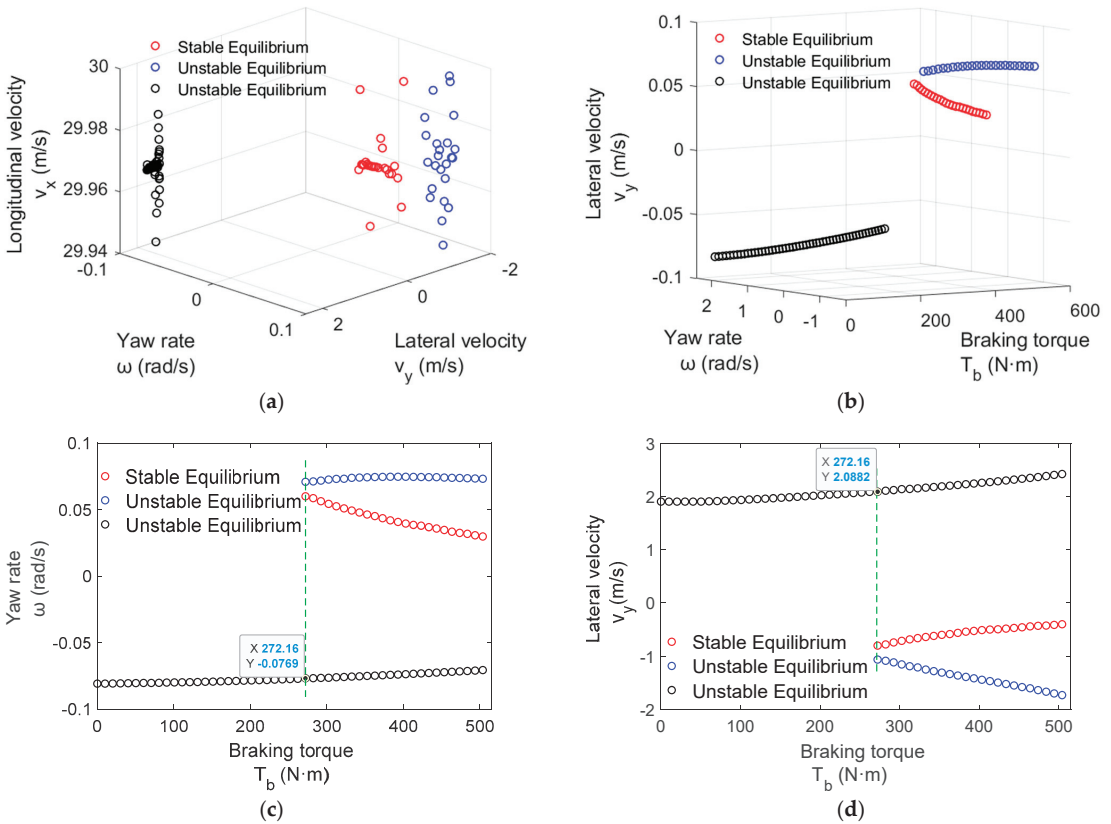 Stable Equilibrium
Unstable Equilibrium
Unstable Equilibrium
30
29.98
29.96
29.94
Longitudinal velocity
v_x (m/s)
-0.1
0
0.1
Yaw rate
ω (rad/s)
2
0
-2
Lateral velocity
v_y (m/s)
(a)
Stable Equilibrium
Unstable Equilibrium
Unstable Equilibrium
0.1
0.05
0
-0.05
-0.1
Lateral velocity
v_y (m/s)
2
1
0
-1
Yaw rate
ω (rad/s)
0
200
400
600
Braking torque
T_b (N·m)
(b)
0.1
0.05
0
-0.05
-0.1
Yaw rate
ω (rad/s)
Stable Equilibrium
Unstable Equilibrium
Unstable Equilibrium
X 272.16
Y -0.0769
0 100 200 300 400 500
Braking torque
T_b (N·m)
(c)
3
2
1
0
-1
-2
Lateral velocity
v_y (m/s)
X 272.16
Y 2.0882
Stable Equilibrium
Unstable Equilibrium
Unstable Equilibrium
0 100 200 300 400 500
Braking torque
T_b (N·m)
(d)